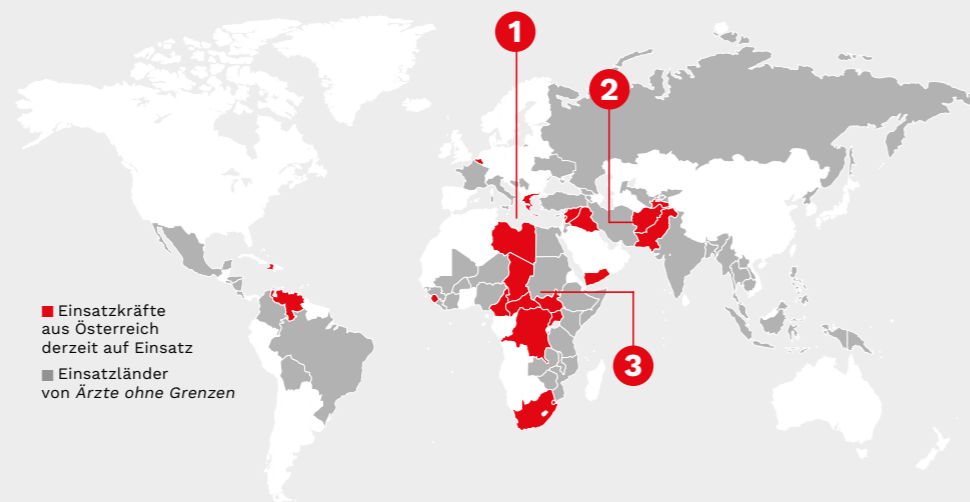 1
2
3
Einsatzkräfte
aus Österreich
derzeit auf Einsatz
Einsatzländer
von Ärzte ohne Grenzen